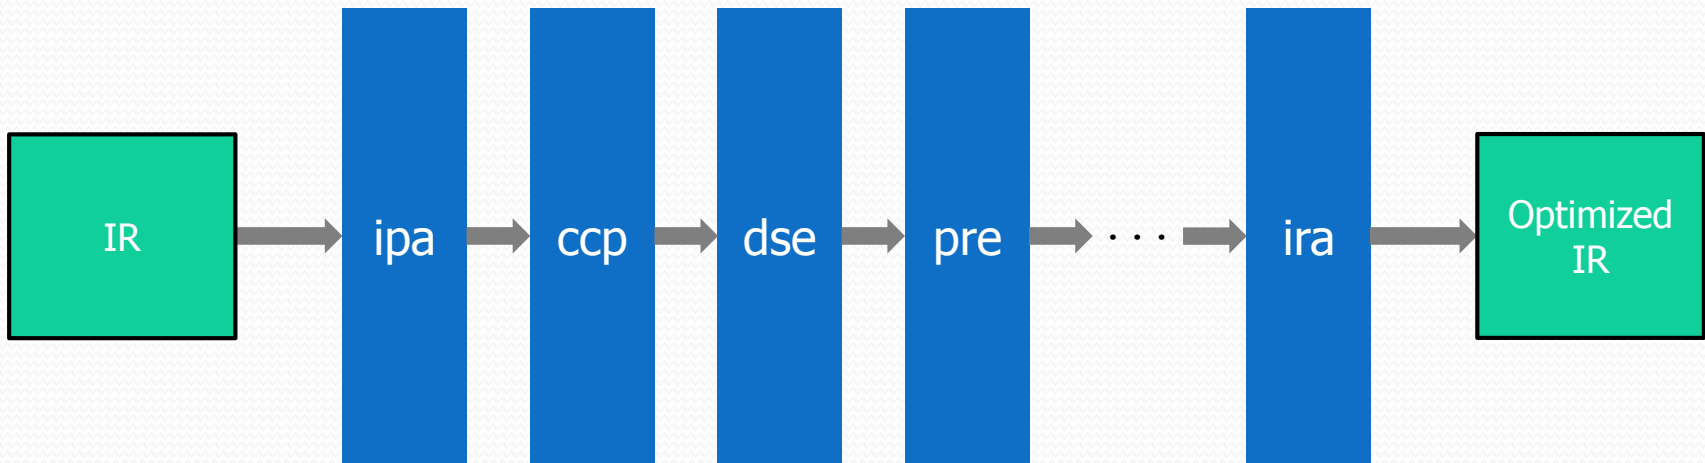 IR
ipa
ccp
dse
pre
. . .
ira
Optimized
IR